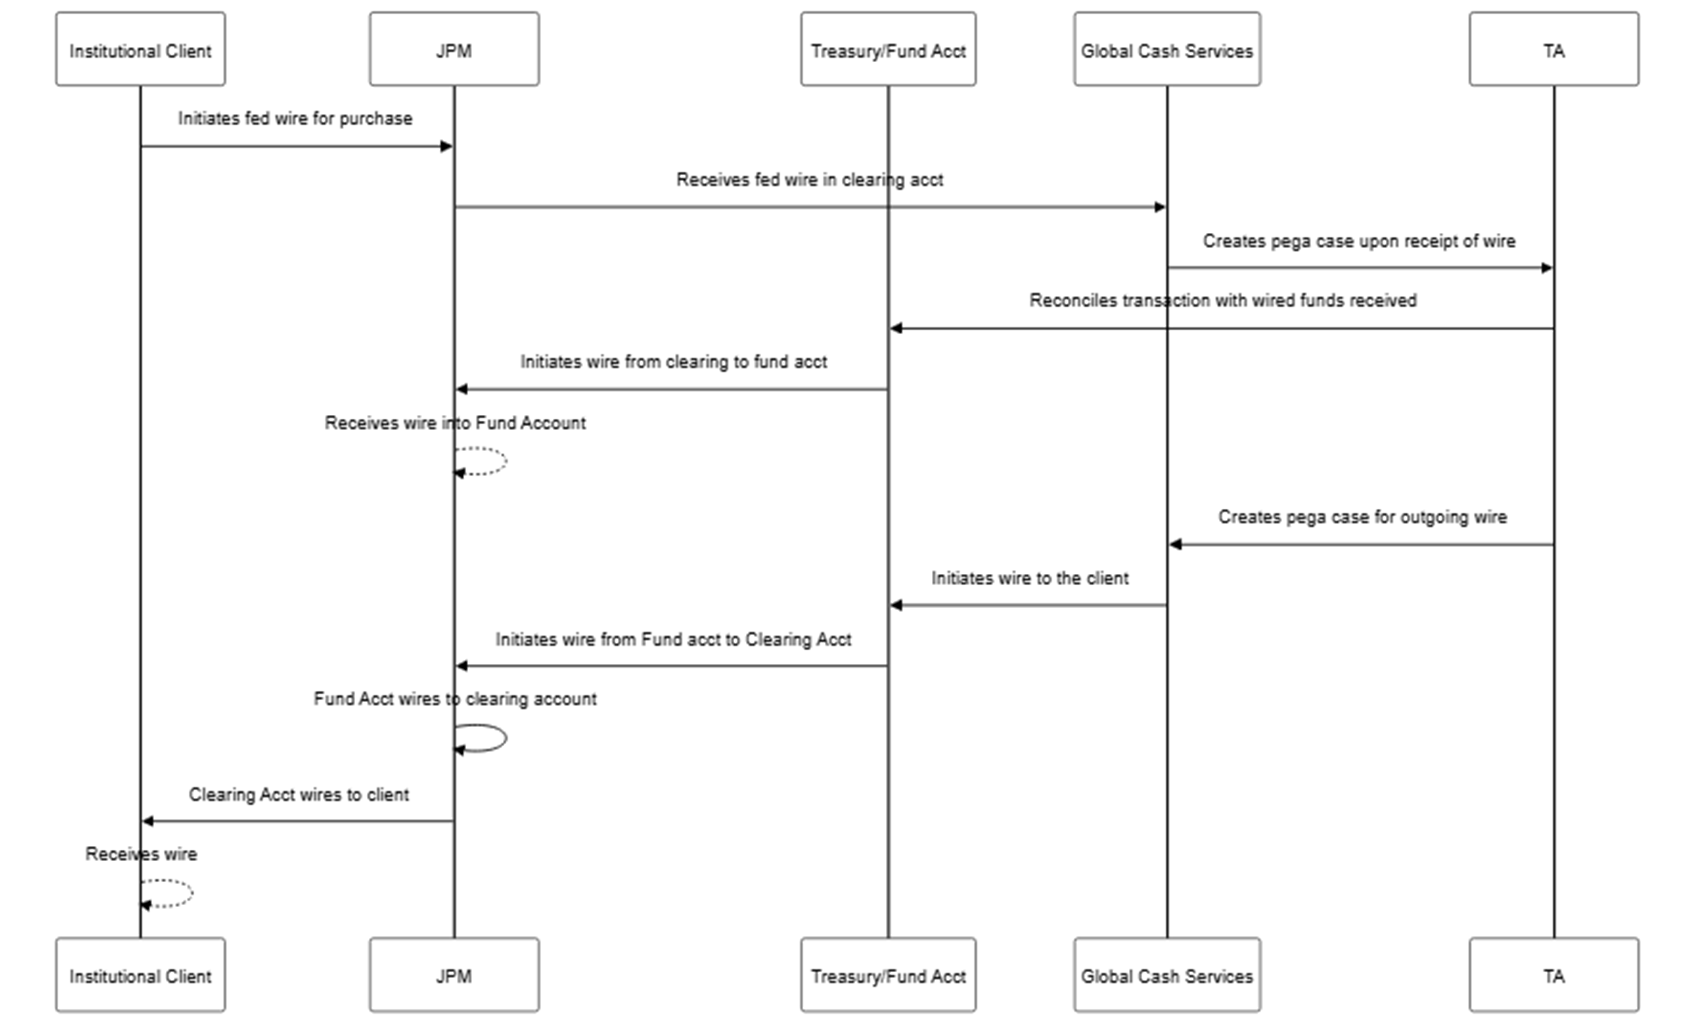 Institutional Client
JPM
Treasury/Fund Acct
Global Cash Services
TA
Initiates fed wire for purchase
Receives fed wire in clearing acct
Creates pega case upon receipt of wire
Reconciles transaction with wired funds received
Initiates wire from clearing to fund acct
Receives wire into Fund Account
Creates pega case for outgoing wire
Initiates wire to the client
Initiates wire from Fund acct to Clearing Acct
Fund Acct wires to clearing account
Clearing Acct wires to client
Receives wire
Institutional Client
JPM
Treasury/Fund Acct
Global Cash Services
TA